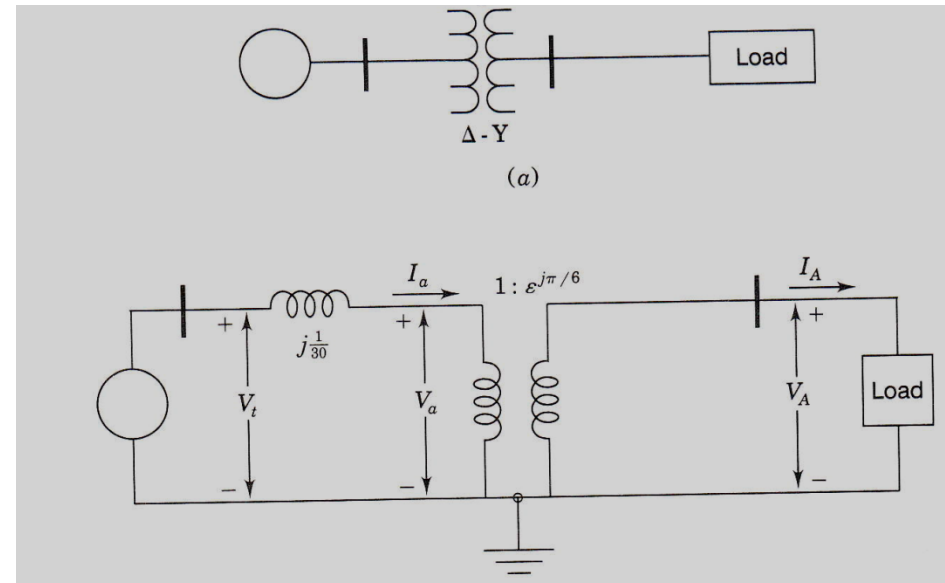 Load
Δ - Y
(a)
I_a
1 : ε^{jπ/6}
I_A
+
+
+
j 1/30
V_t
V_a
V_A
Load
−
−
−